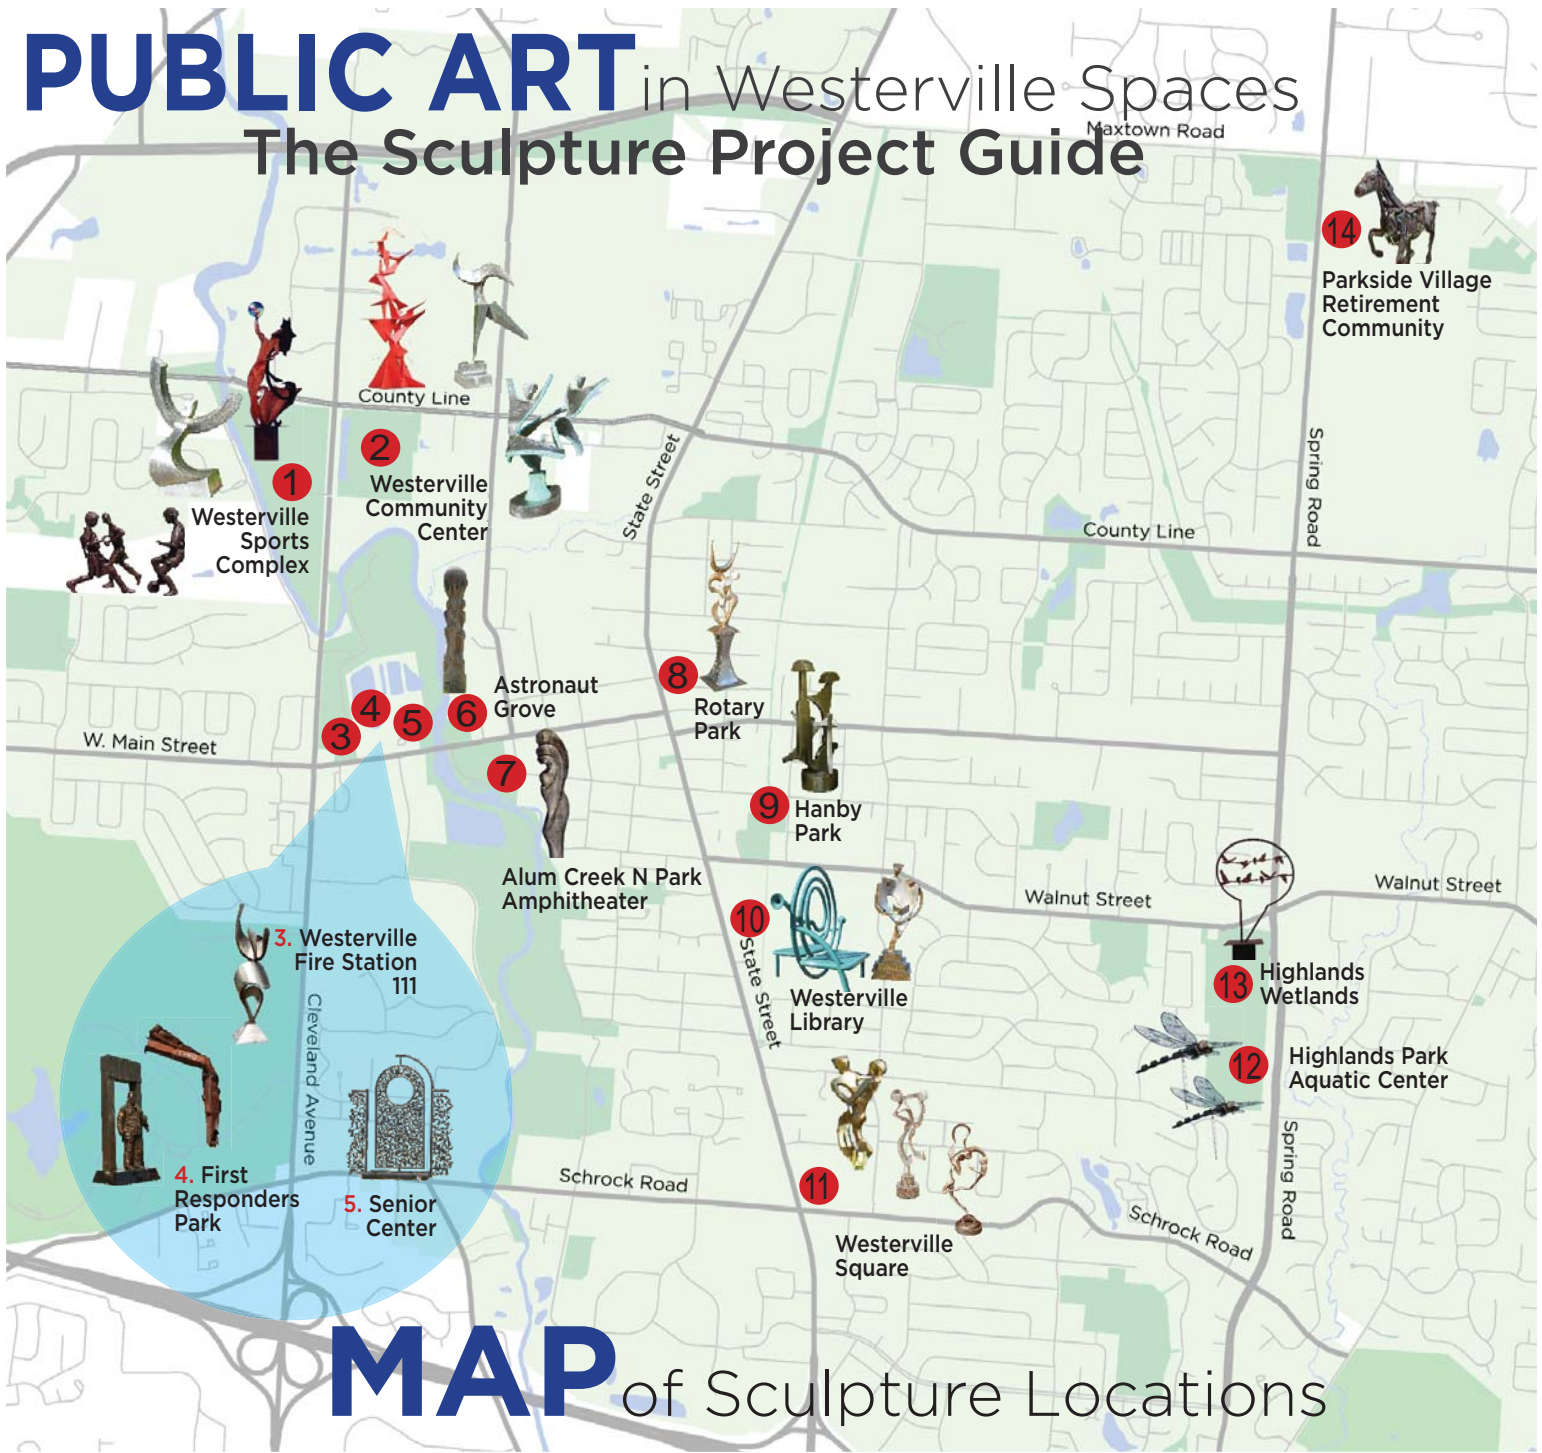 PUBLIC ART in Westerville Spaces
The Sculpture Project Guide
Maxtown Road
14
Parkside Village
Retirement
Community
County Line
2
Westerville
Community
Center
1
Westerville
Sports
Complex
State Street
Spring Road
County Line
8
Rotary
Park
Astronaut
Grove
6
5
4
3
W. Main Street
7
Alum Creek N Park
Amphitheater
9
Hanby
Park
Walnut Street
Walnut Street
10
State Street
Westerville
Library
3. Westerville
Fire Station
111
Cleveland Avenue
4. First
Responders
Park
5. Senior
Center
13
Highlands
Wetlands
12
Highlands Park
Aquatic Center
Spring Road
Schrock Road
11
Westerville
Square
Schrock Road
MAP of Sculpture Locations